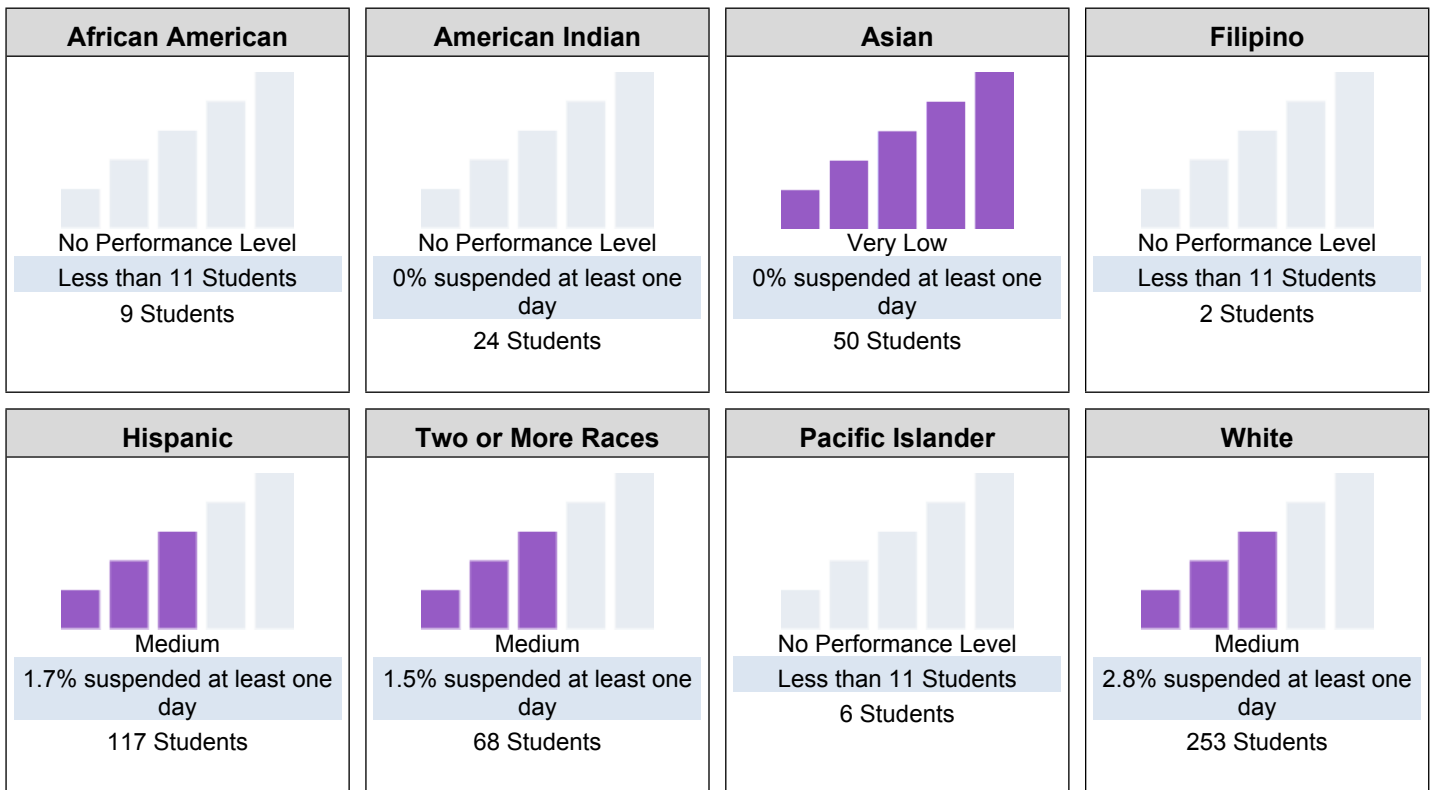 African American
No Performance Level
Less than 11 Students
9 Students
American Indian
No Performance Level
0% suspended at least one
day
24 Students
Asian
Very Low
0% suspended at least one
day
50 Students
Filipino
No Performance Level
Less than 11 Students
2 Students
Hispanic
Medium
1.7% suspended at least one
day
117 Students
Two or More Races
Medium
1.5% suspended at least one
day
68 Students
Pacific Islander
No Performance Level
Less than 11 Students
6 Students
White
Medium
2.8% suspended at least one
day
253 Students